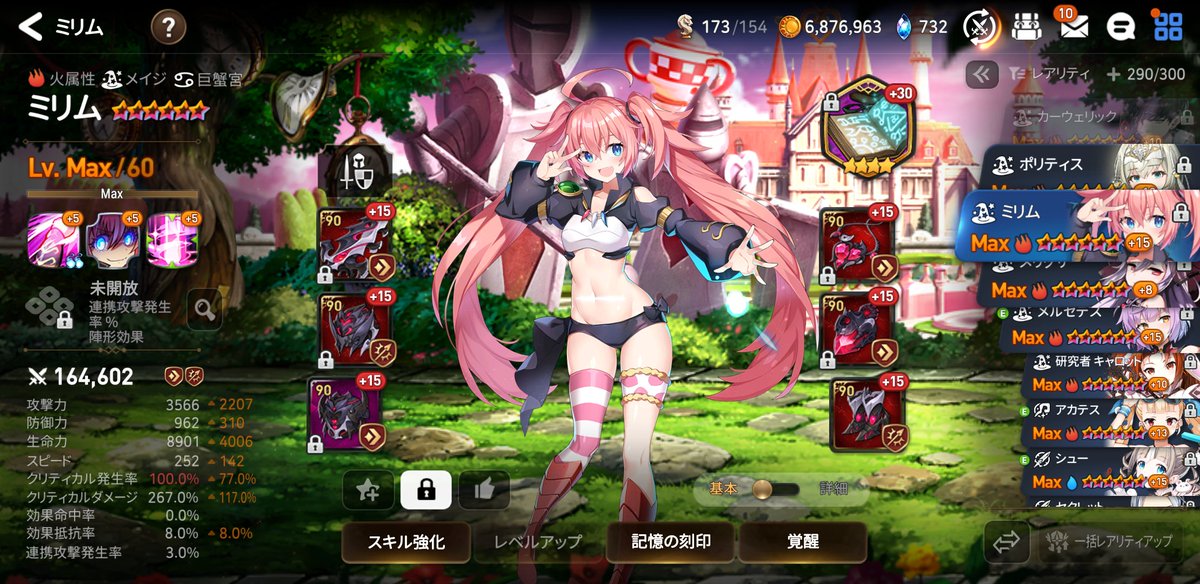 ミリム
?
173/154
6,876,963
732
10
火属性 メイジ 巨蟹宮
ミリム
Lv. Max/60
Max
+5
+5
+5
未開放
連携攻撃発生
率%
陣形効果
164,602
攻撃力 3566 2207
防御力 962 310
生命力 8901 4006
スピード 252 142
クリティカル発生率 100.0% 77.0%
クリティカルダメージ 267.0% 117.0%
効果命中率 0.0%
効果抵抗率 8.0% 8.0%
連携攻撃発生率 3.0%
90 +15
90 +15
90 +15
+30
90 +15
90 +15
90 +15
基本 詳細
スキル強化
レベルアップ
記憶の刻印
覚醒
レアリティ
290/300
カーウェリック
ポリティス
ミリム
Max +15
Max +8
メルセデス
Max +15
研究者 キャロット
Max +10
アカテス
Max +13
シュー
Max +15
一括レアリティアップ